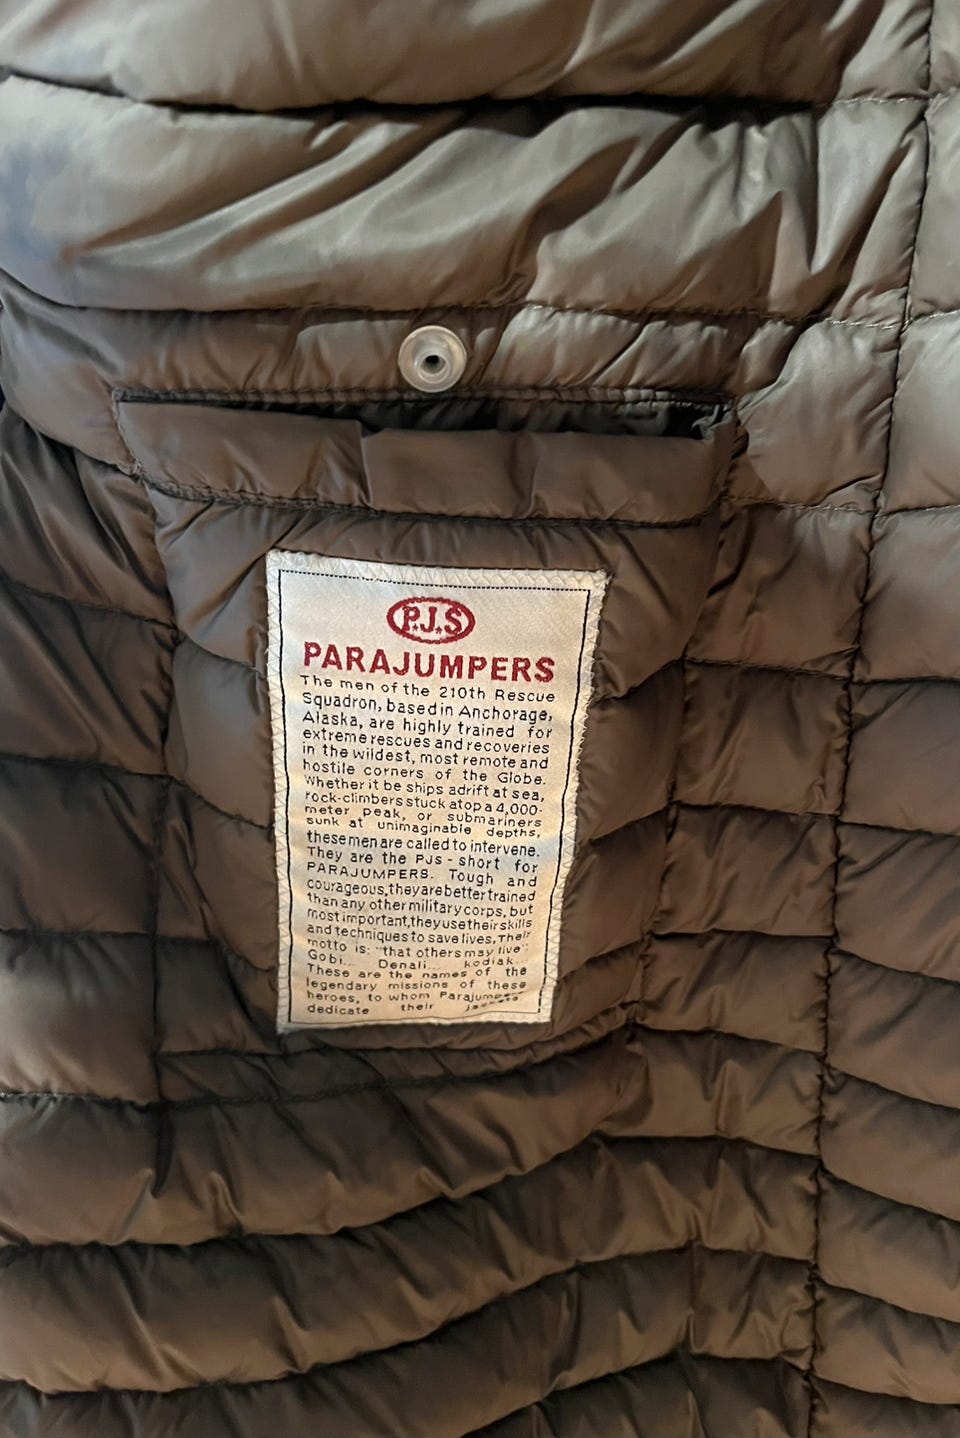 P.J.S
PARAJUMPERS
The men of the 210th Rescue
Squadron, based in Anchorage,
Alaska, are highly trained for
extreme rescues and recoveries
in the wildest, most remote and
hostile corners of the Globe.
Whether it be ships adrift at sea,
rock-climbers stuck atop a 4,000-
meter peak, or submariners
sunk at unimaginable depths,
these men are called to intervene.
They are the PJs - short for
PARAJUMPERS. Tough and
courageous, they are better trained
than any other military corps, but
most important, they use their skills
and techniques to save lives. Their
motto is: "that others may live".
Gobi... Denali... kodiak...
These are the names of the
legendary missions of these
heroes, to whom Parajumpers
dedicate their jackets